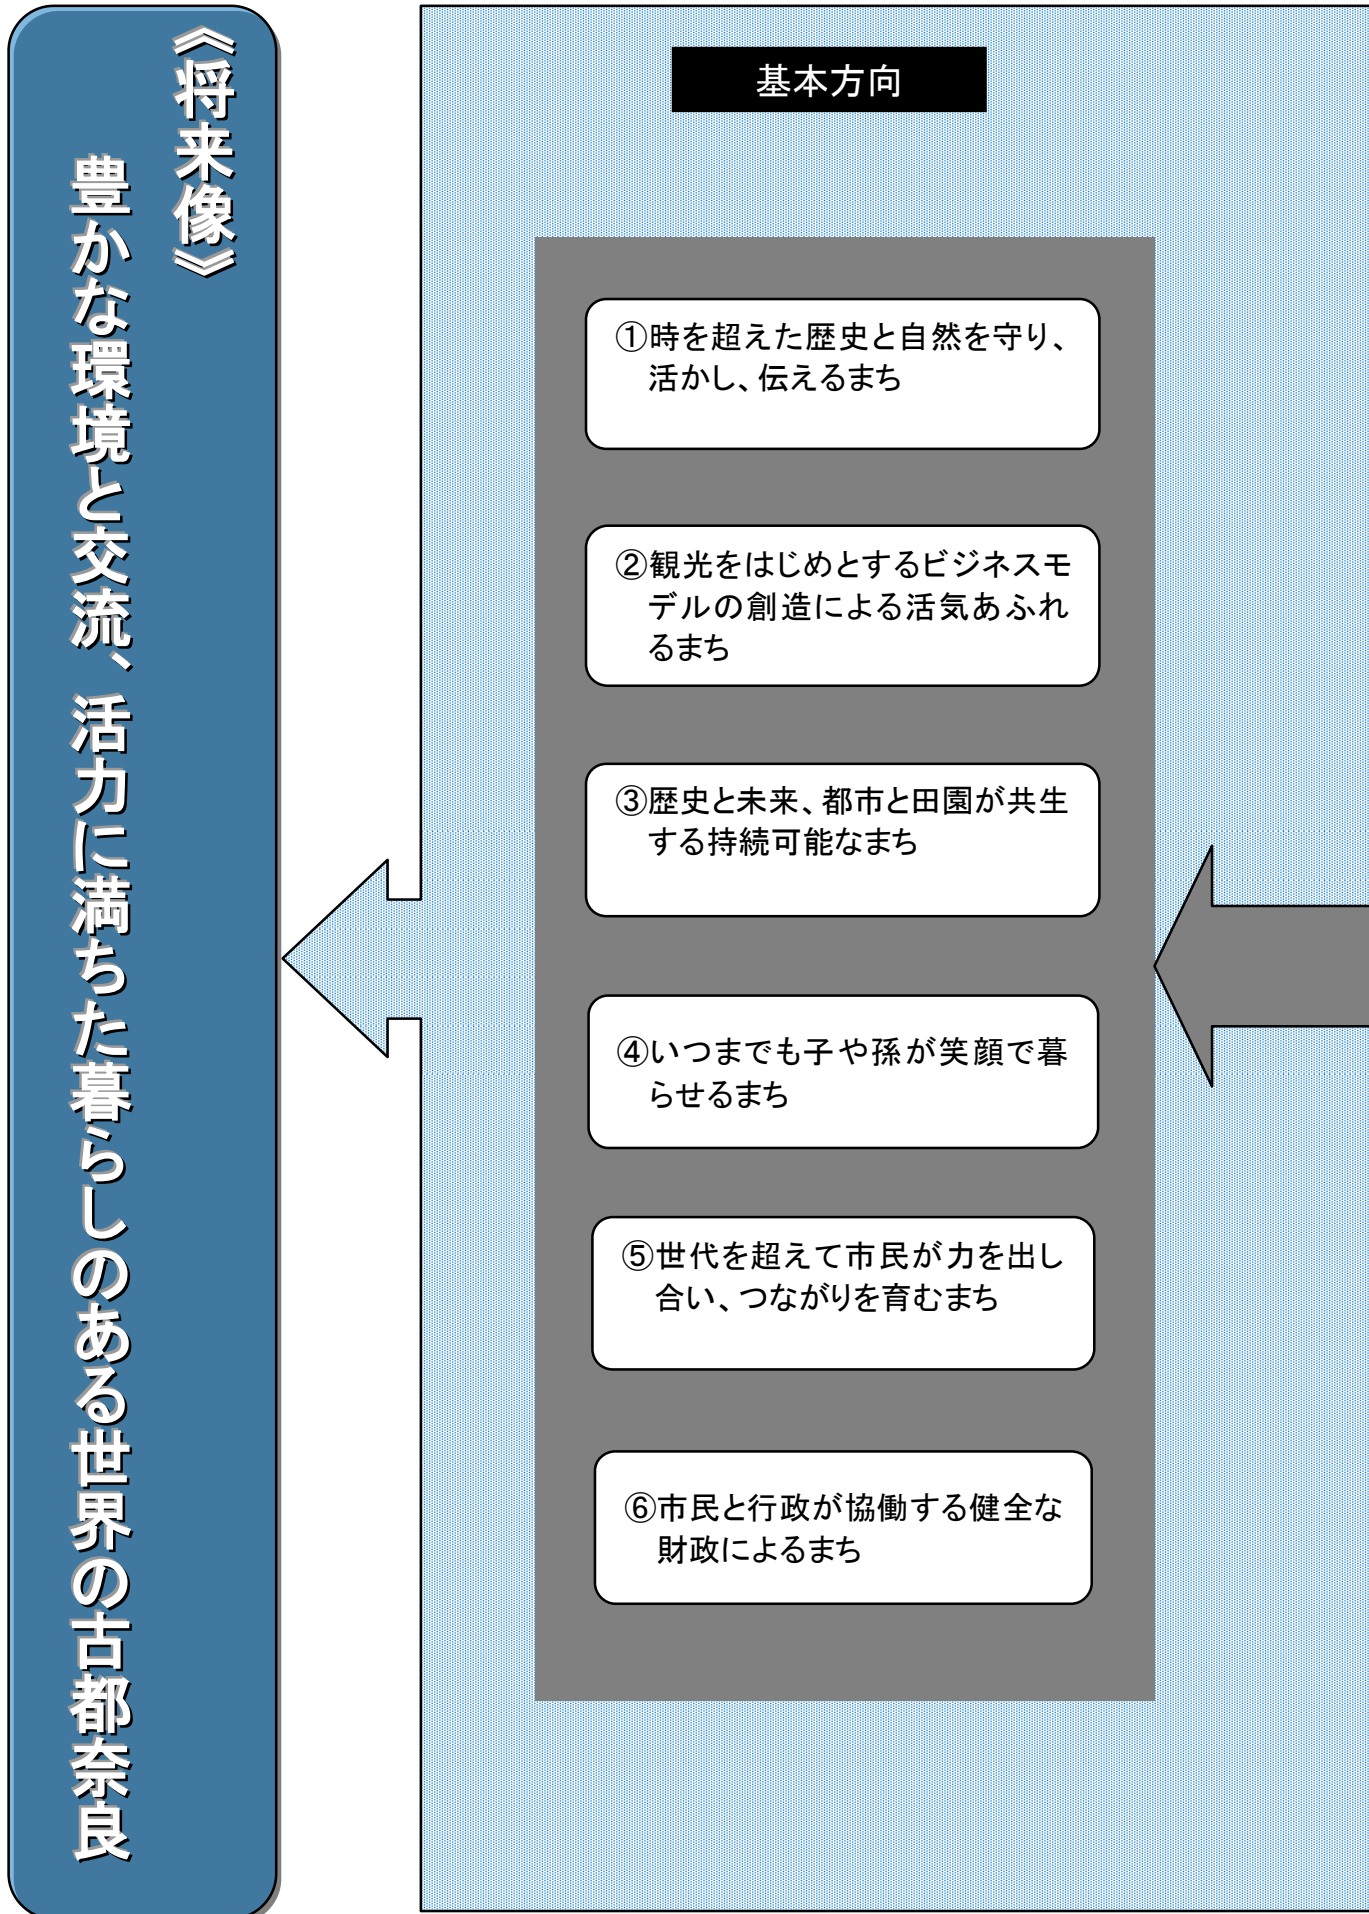 《将来像》
豊かな環境と交流、活力に満ちた暮らしのある世界の古都奈良
基本方向
①時を超えた歴史と自然を守り、
活かし、伝えるまち
②観光をはじめとするビジネスモ
デルの創造による活気あふれ
るまち
③歴史と未来、都市と田園が共生
する持続可能なまち
④いつまでも子や孫が笑顔で暮
らせるまち
⑤世代を超えて市民が力を出し
合い、つながりを育むまち
⑥市民と行政が協働する健全な
財政によるまち